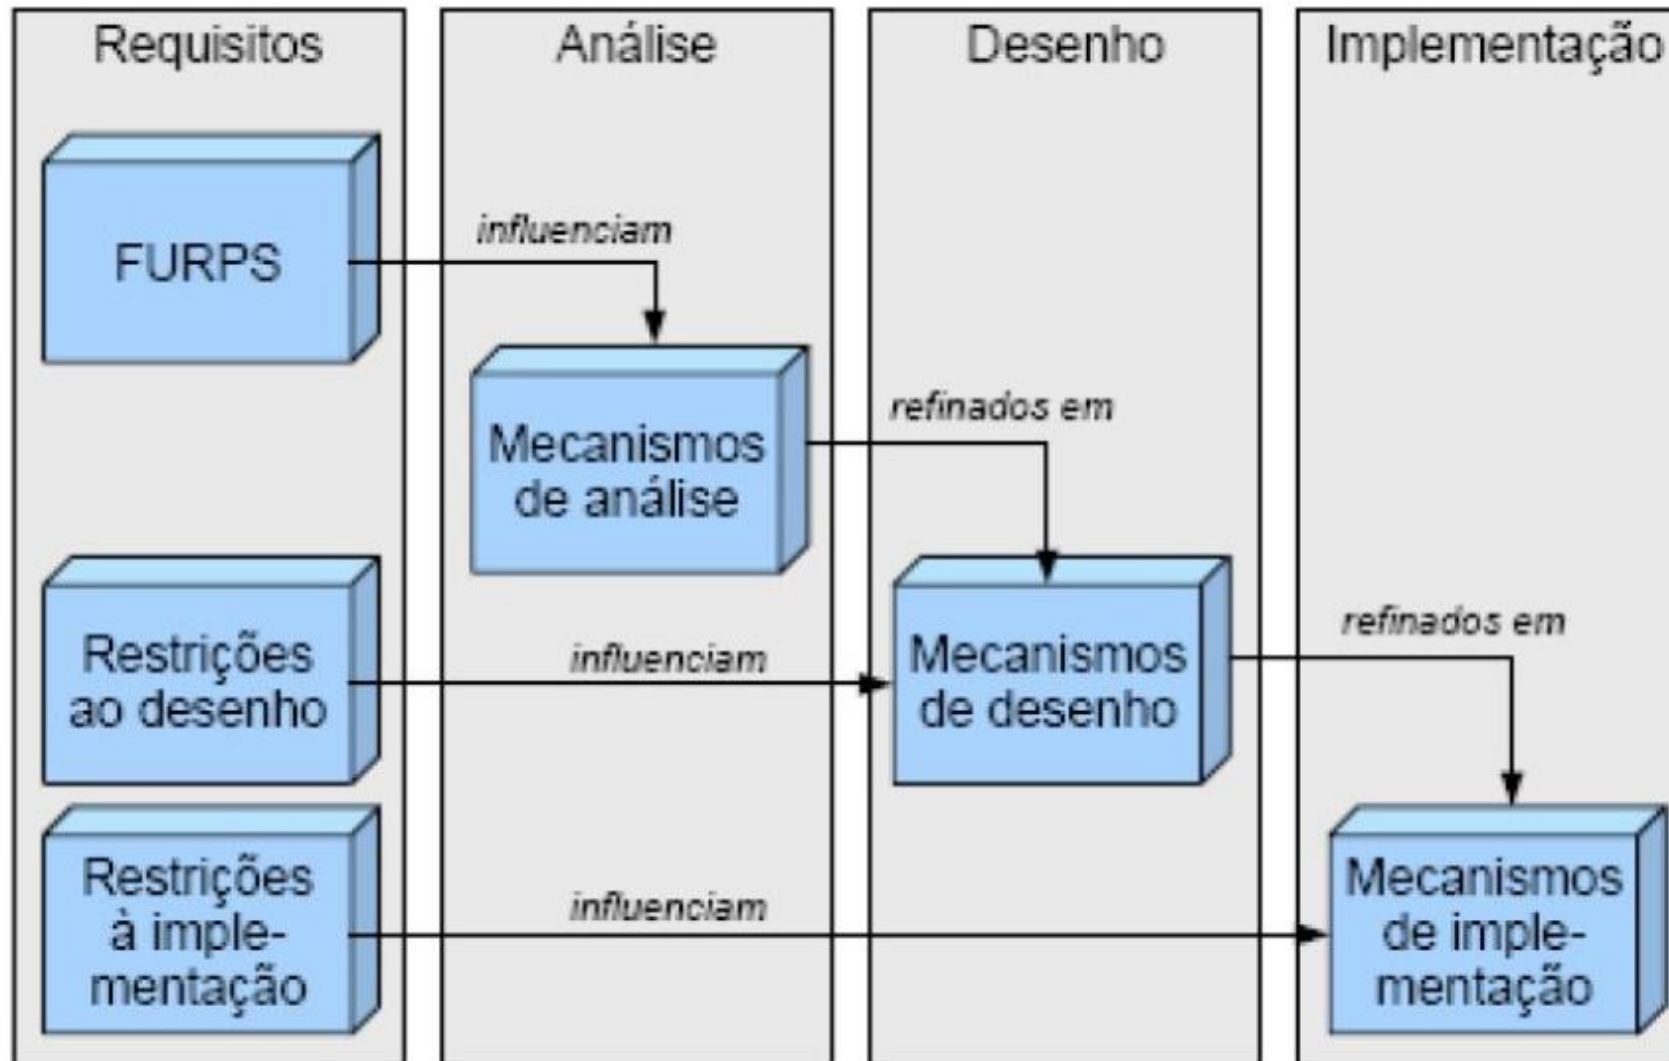 Requisitos
Análise
Desenho
Implementação
FURPS
influenciam
Mecanismos
de análise
refinados em
Restrições
ao desenho
influenciam
Mecanismos
de desenho
refinados em
Restrições
à imple-
mentação
influenciam
Mecanismos
de imple-
mentação